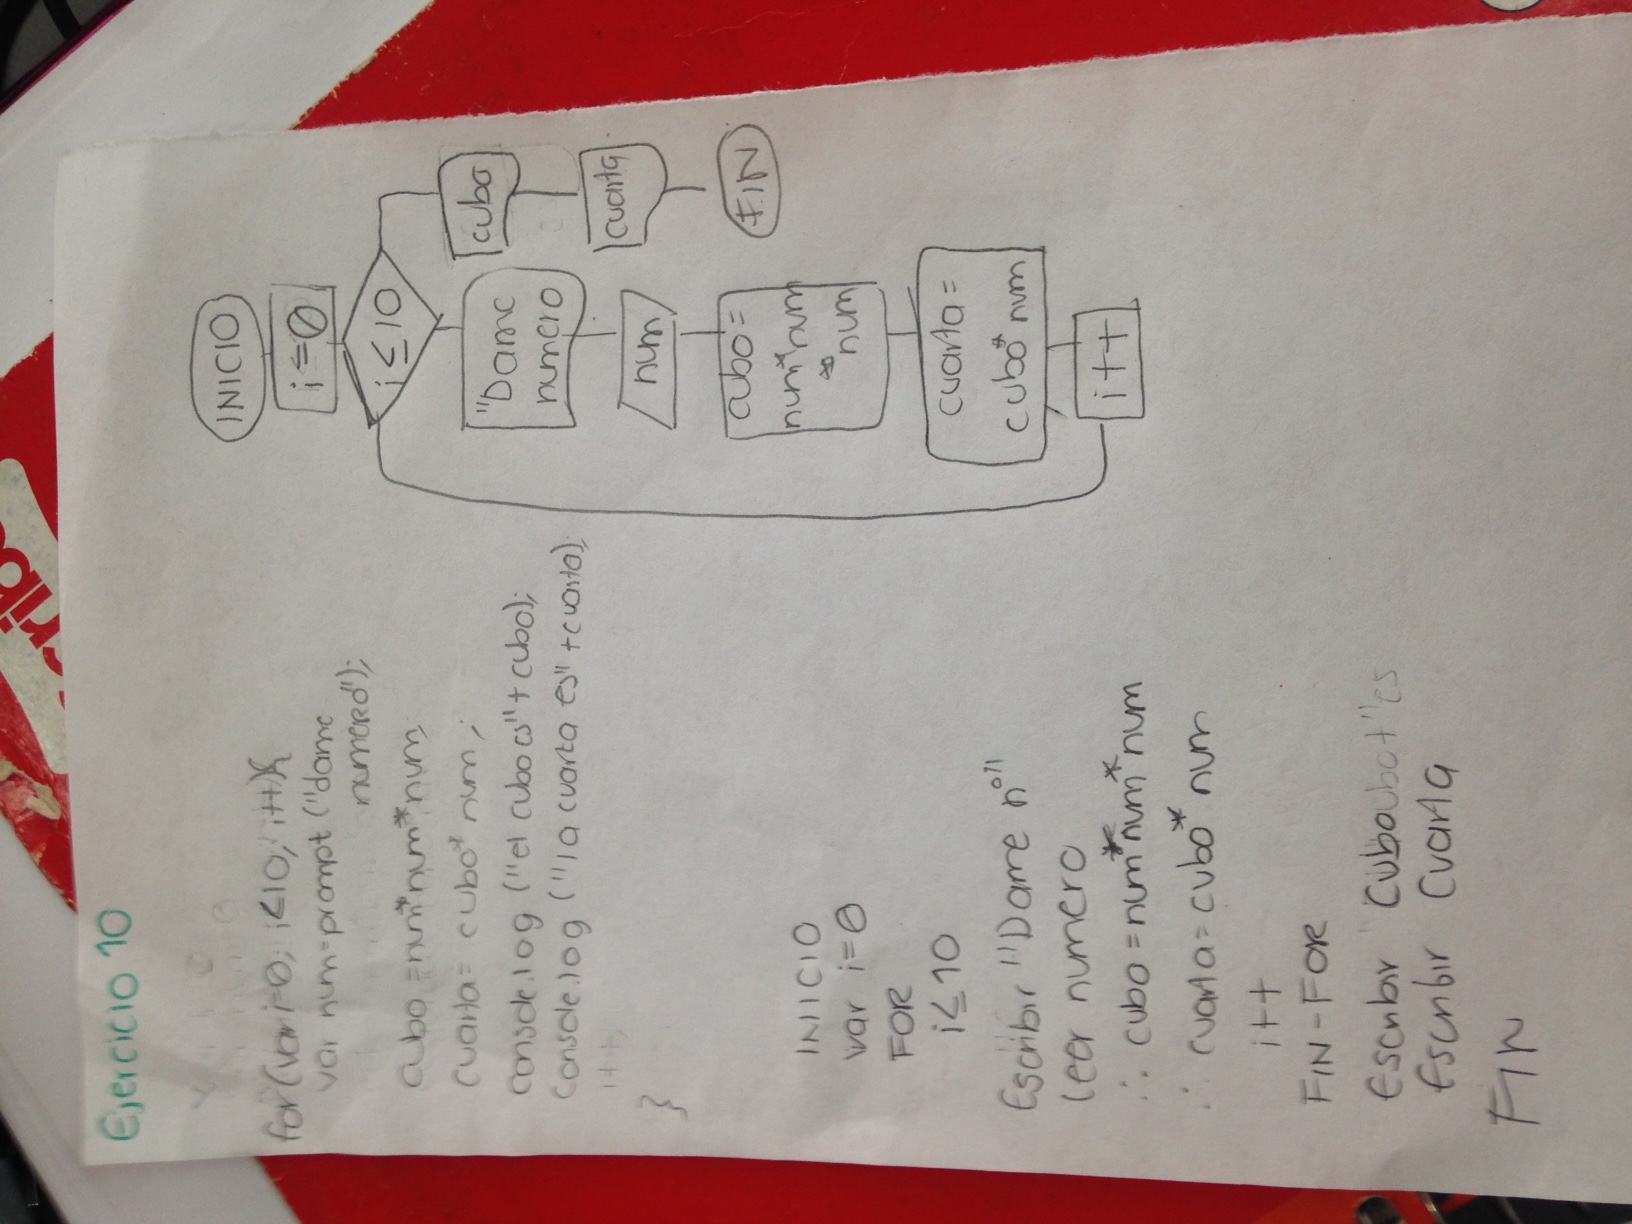 Ejercicio 10
for(var i=0; i<10; i++){
var num=prompt ("dame
numero");
cubo =num*num*num;
cuarta= cubo* num;
console.log ("el cubo es"+cubo);
console.log ("la cuarta es"+cuarta);
i++;
}
INICIO
var i=0
FOR
i≤10
Escribir "Dame nº"
leer numero
∴ cubo=num*num*num
∴ cuarta=cubo*num
i++
FIN-FOR
Escribir Cubo
Escribir Cuarta
FIN
INICIO
i=0
i≤10
"Dame
numero
num
cubo=
num*num
*num
cuarta=
cubo*num
i++
cubo
cuarta
FIN